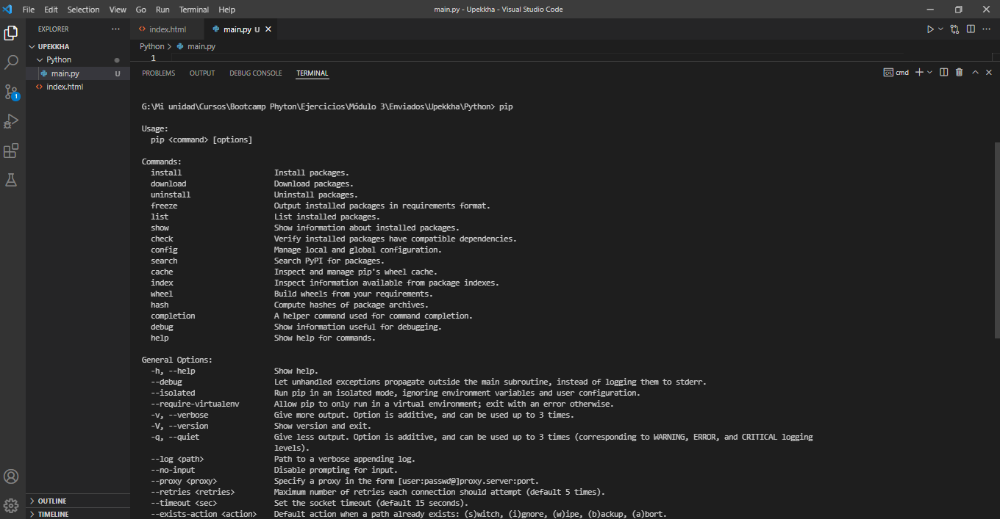 File Edit Selection View Go Run Terminal Help main.py - Upekkha - Visual Studio Code
EXPLORER ··· index.html main.py U
UPEKKHA
Python > main.py
Python
1
main.py U
index.html
PROBLEMS OUTPUT DEBUG CONSOLE TERMINAL cmd
1
G:\Mi unidad\Cursos\Bootcamp Phyton\Ejercicios\Módulo 3\Enviados\Upekkha\Python> pip
Usage:
pip <command> [options]
Commands:
install Install packages.
download Download packages.
uninstall Uninstall packages.
freeze Output installed packages in requirements format.
list List installed packages.
show Show information about installed packages.
check Verify installed packages have compatible dependencies.
config Manage local and global configuration.
search Search PyPI for packages.
cache Inspect and manage pip's wheel cache.
index Inspect information available from package indexes.
wheel Build wheels from your requirements.
hash Compute hashes of package archives.
completion A helper command used for command completion.
debug Show information useful for debugging.
help Show help for commands.
General Options:
-h, --help Show help.
--debug Let unhandled exceptions propagate outside the main subroutine, instead of logging them to stderr.
--isolated Run pip in an isolated mode, ignoring environment variables and user configuration.
--require-virtualenv Allow pip to only run in a virtual environment; exit with an error otherwise.
-v, --verbose Give more output. Option is additive, and can be used up to 3 times.
-V, --version Show version and exit.
-q, --quiet Give less output. Option is additive, and can be used up to 3 times (corresponding to WARNING, ERROR, and CRITICAL logging
levels).
--log <path> Path to a verbose appending log.
--no-input Disable prompting for input.
--proxy <proxy> Specify a proxy in the form [user:passwd@]proxy.server:port.
--retries <retries> Maximum number of retries each connection should attempt (default 5 times).
--timeout <sec> Set the socket timeout (default 15 seconds).
--exists-action <action> Default action when a path already exists: (s)witch, (i)gnore, (w)ipe, (b)ackup, (a)bort.
OUTLINE
TIMELINE